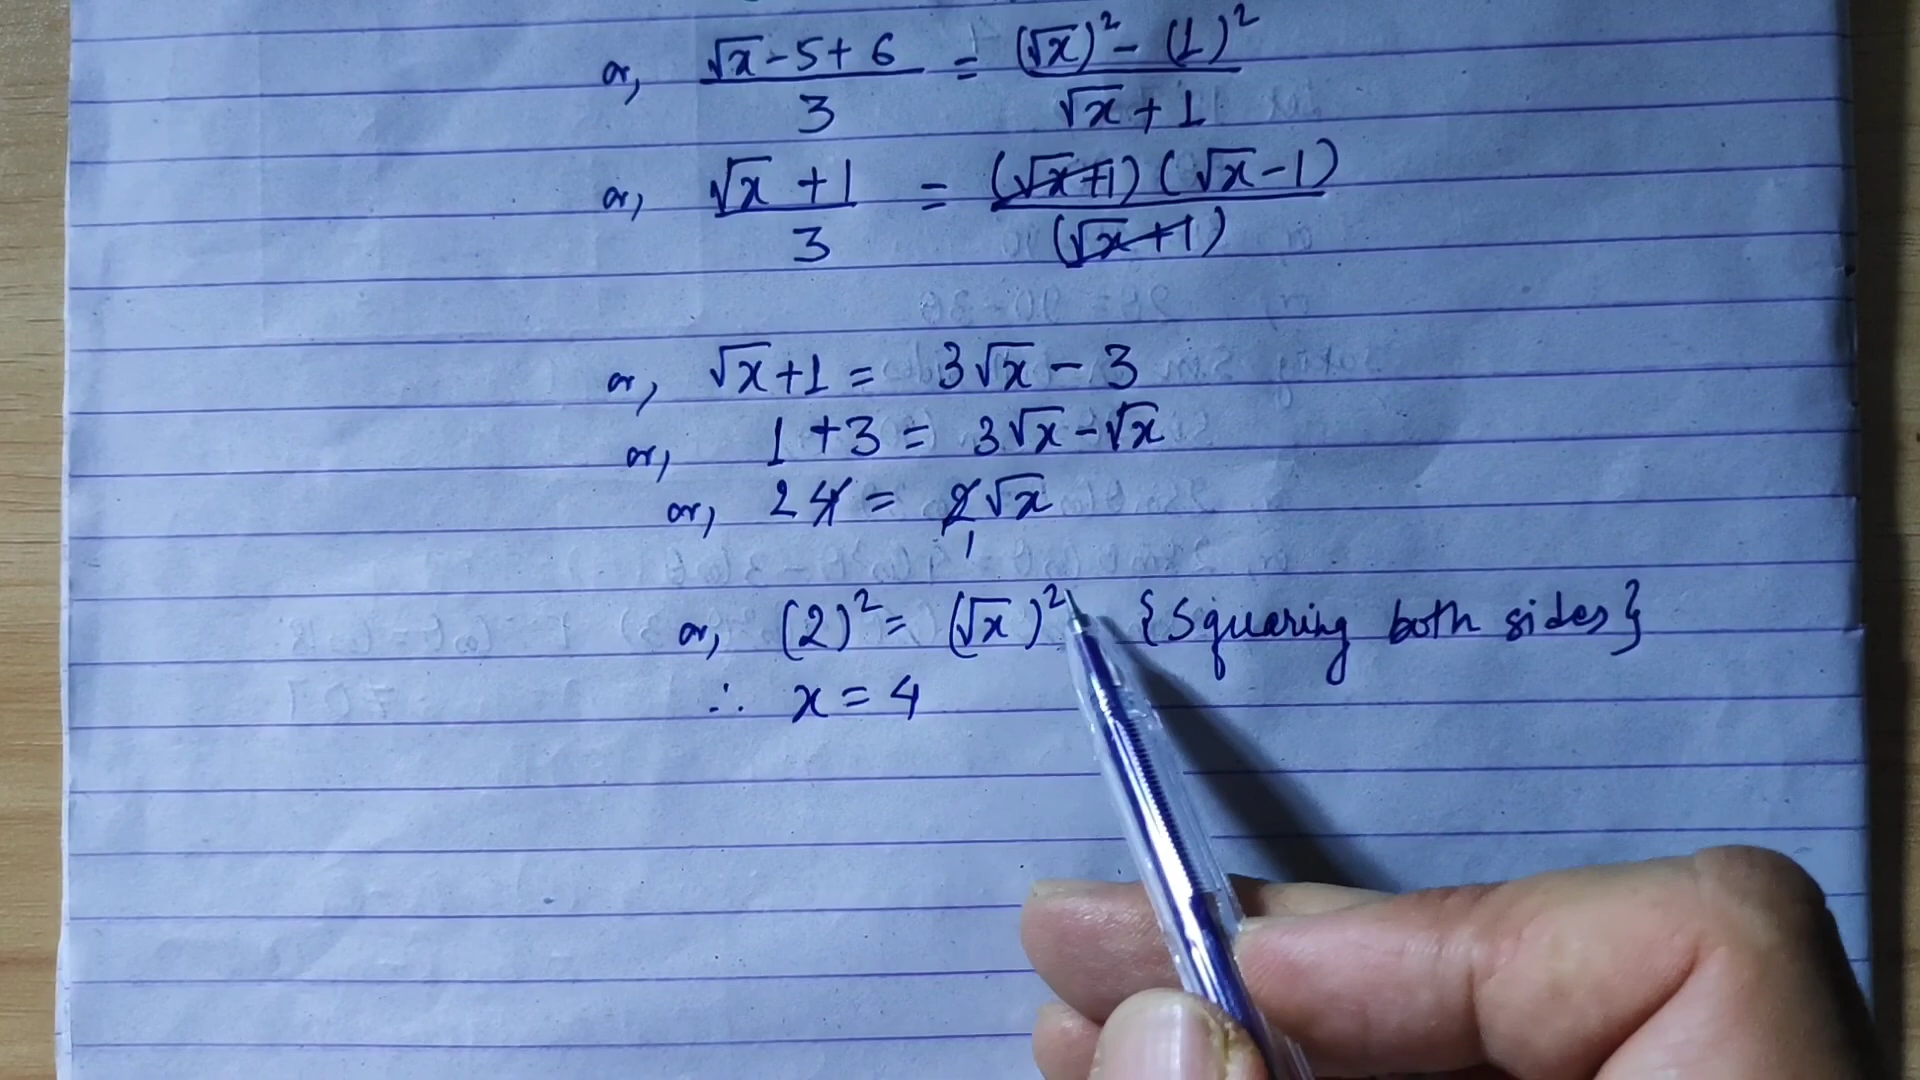 or, (√x - 5 + 6)/3 = ((√x)² - (1)²)/(√x + 1)
or, (√x + 1)/3 = ((√x+1)(√x-1))/((√x+1))
or, √x+1 = 3√x - 3
or, 1 + 3 = 3√x - √x
or, 2 4 = 2√x
1
or, (2)² = (√x)² {Squaring both sides}
∴ x = 4